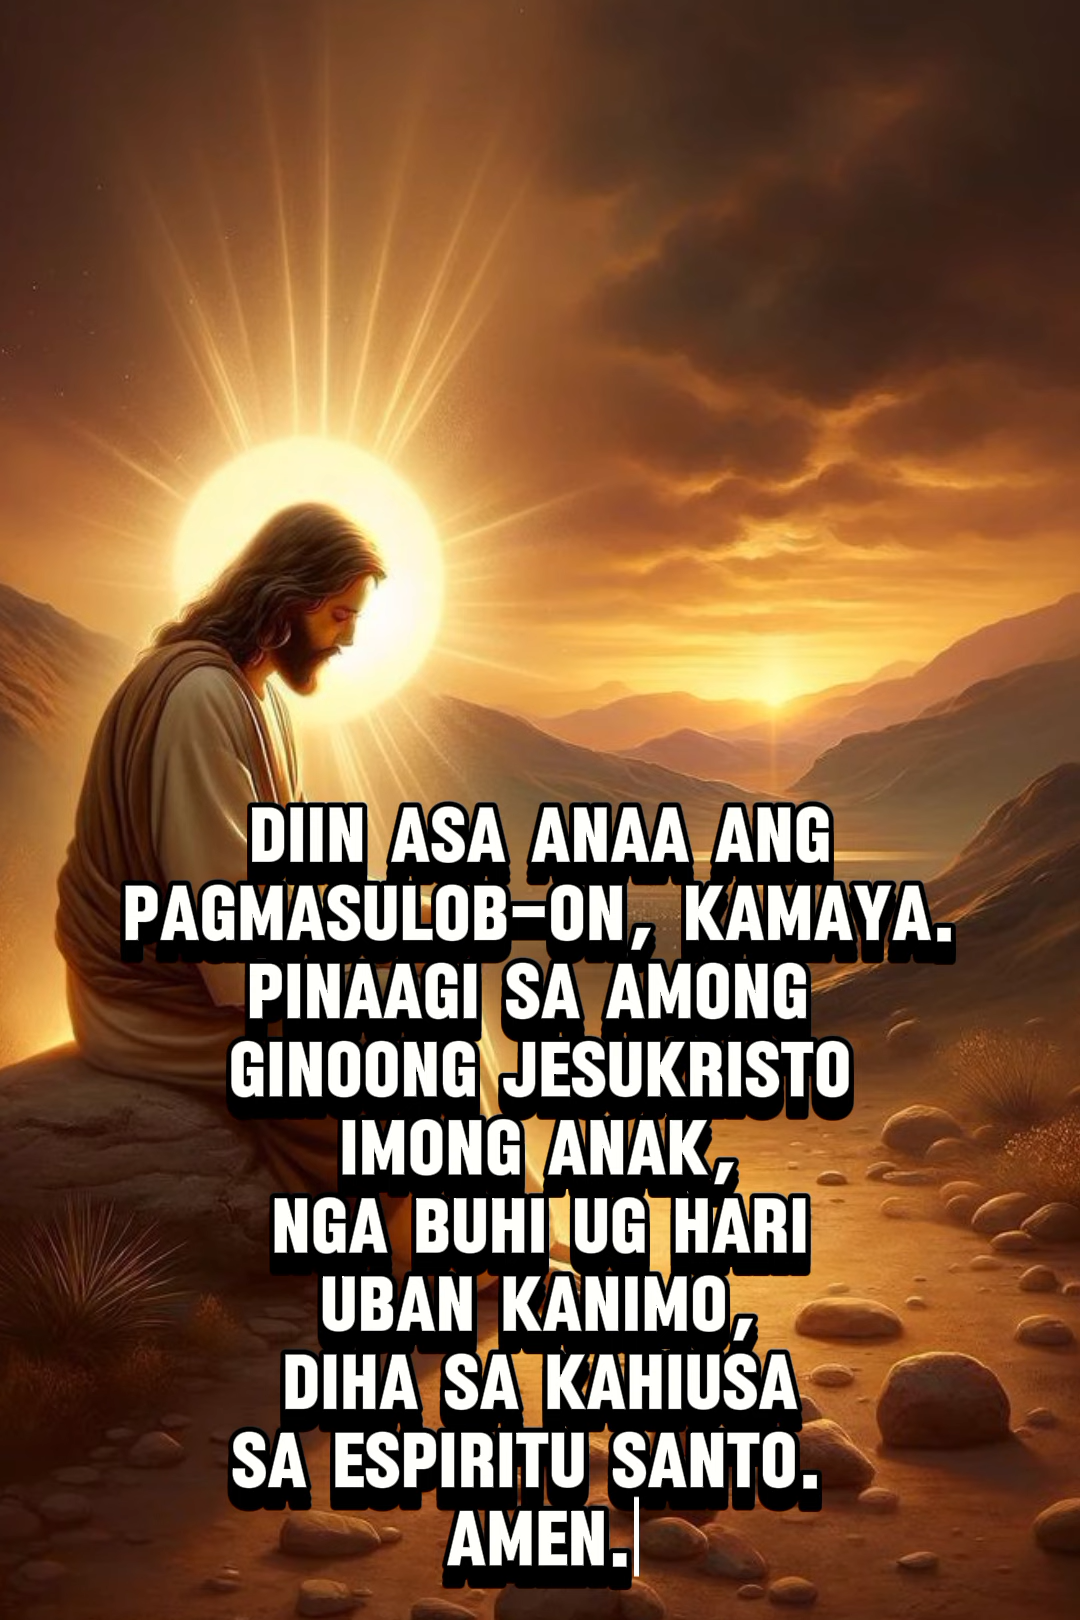 DIIN ASA ANAA ANG
PAGMASULOB-ON, KAMAYA.
PINAAGI SA AMONG
GINOONG JESUKRISTO
IMONG ANAK,
NGA BUHI UG HARI
UBAN KANIMO,
DIHA SA KAHIUSA
SA ESPIRITU SANTO.
AMEN.